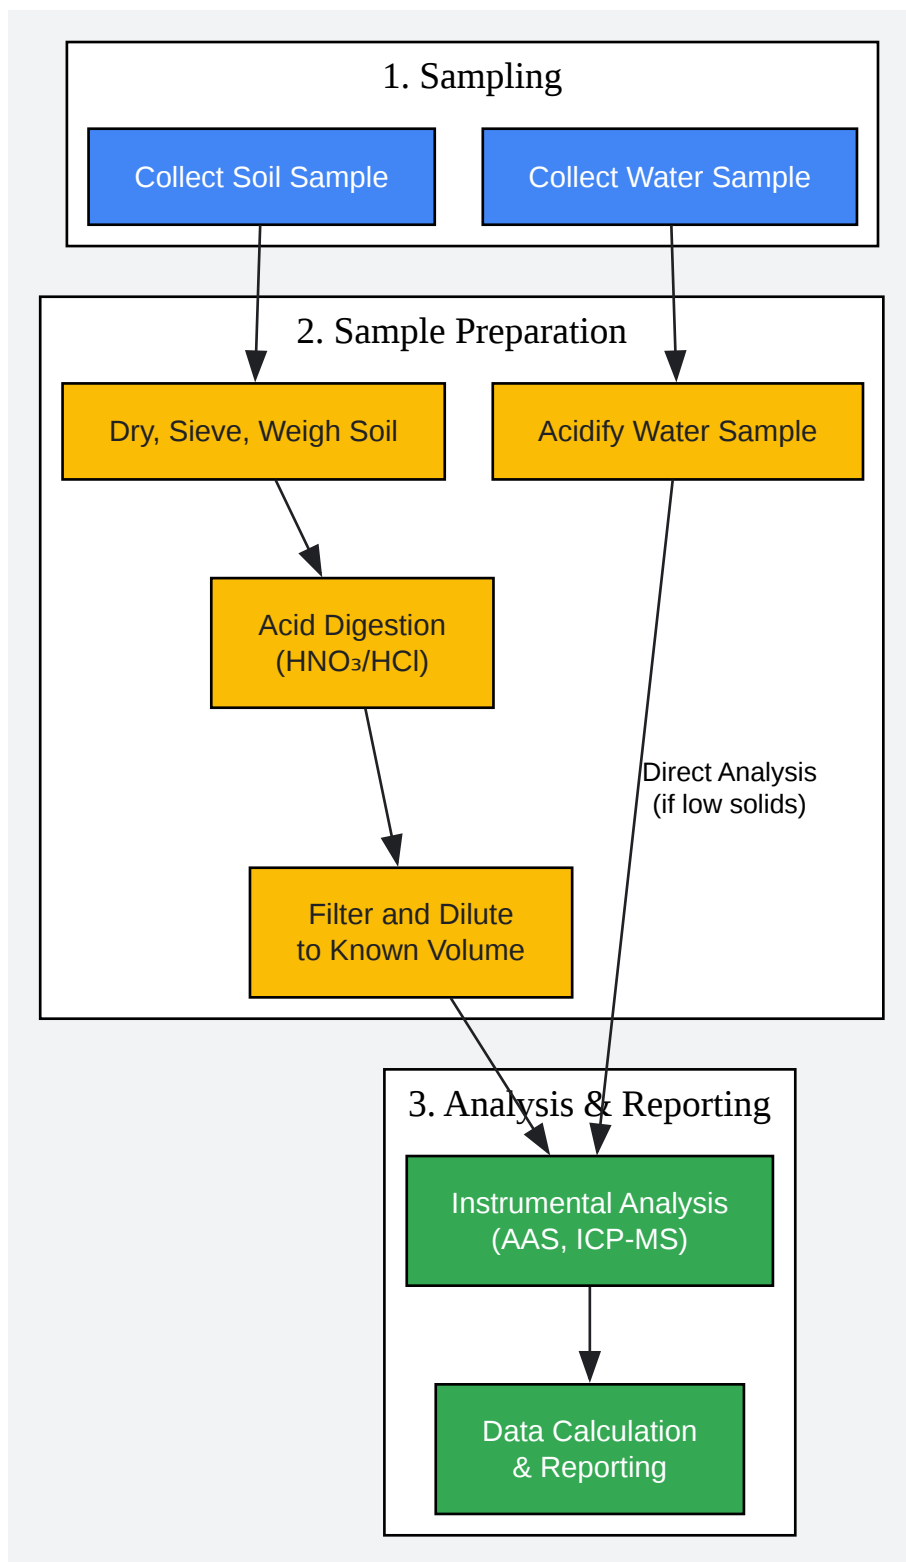 1. Sampling
Collect Soil Sample
Collect Water Sample
2. Sample Preparation
Dry, Sieve, Weigh Soil
Acidify Water Sample
Acid Digestion
(HNO₃/HCl)
Direct Analysis
(if low solids)
Filter and Dilute
to Known Volume
3. Analysis & Reporting
Instrumental Analysis
(AAS, ICP-MS)
Data Calculation
& Reporting